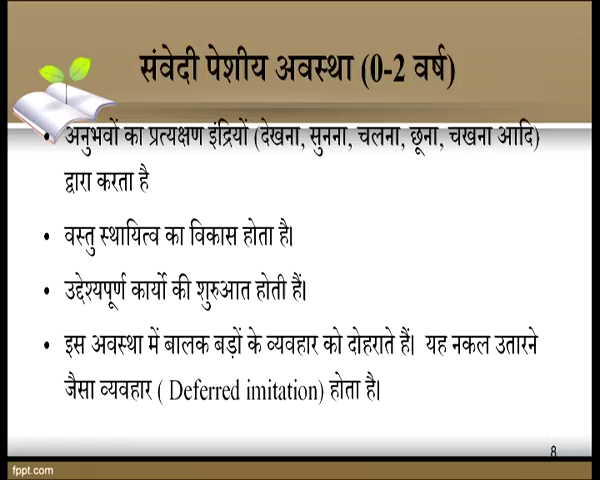 संवेदी पेशीय अवस्था (0-2 वर्ष)
• अनुभवों का प्रत्यक्षण इंद्रियों (देखना, सुनना, चलना, छूना, चखना आदि)
द्वारा करता है
• वस्तु स्थायित्व का विकास होता है।
• उद्देश्यपूर्ण कार्यो की शुरुआत होती हैं।
• इस अवस्था में बालक बड़ों के व्यवहार को दोहराते हैं। यह नकल उतारने
जैसा व्यवहार ( Deferred imitation) होता है।
8
fppt.com